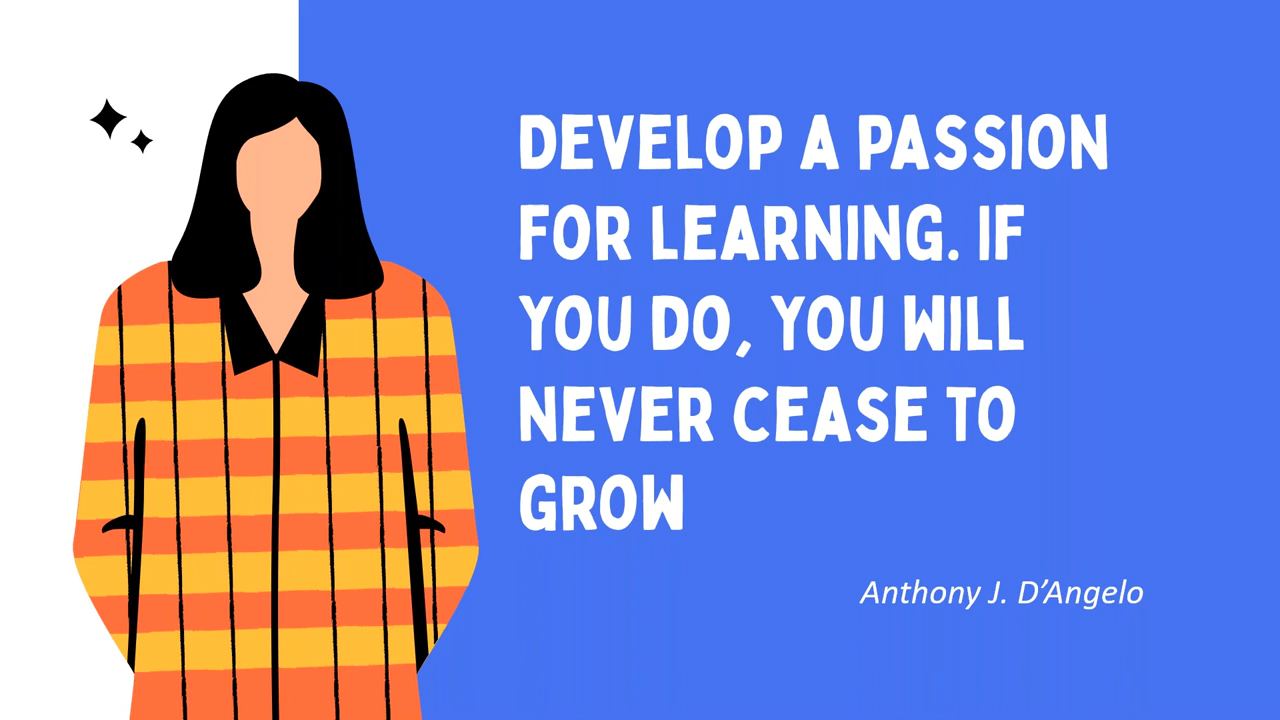 DEVELOP A PASSION
FOR LEARNING. IF
YOU DO, YOU WILL
NEVER CEASE TO
GROW
Anthony J. D’Angelo